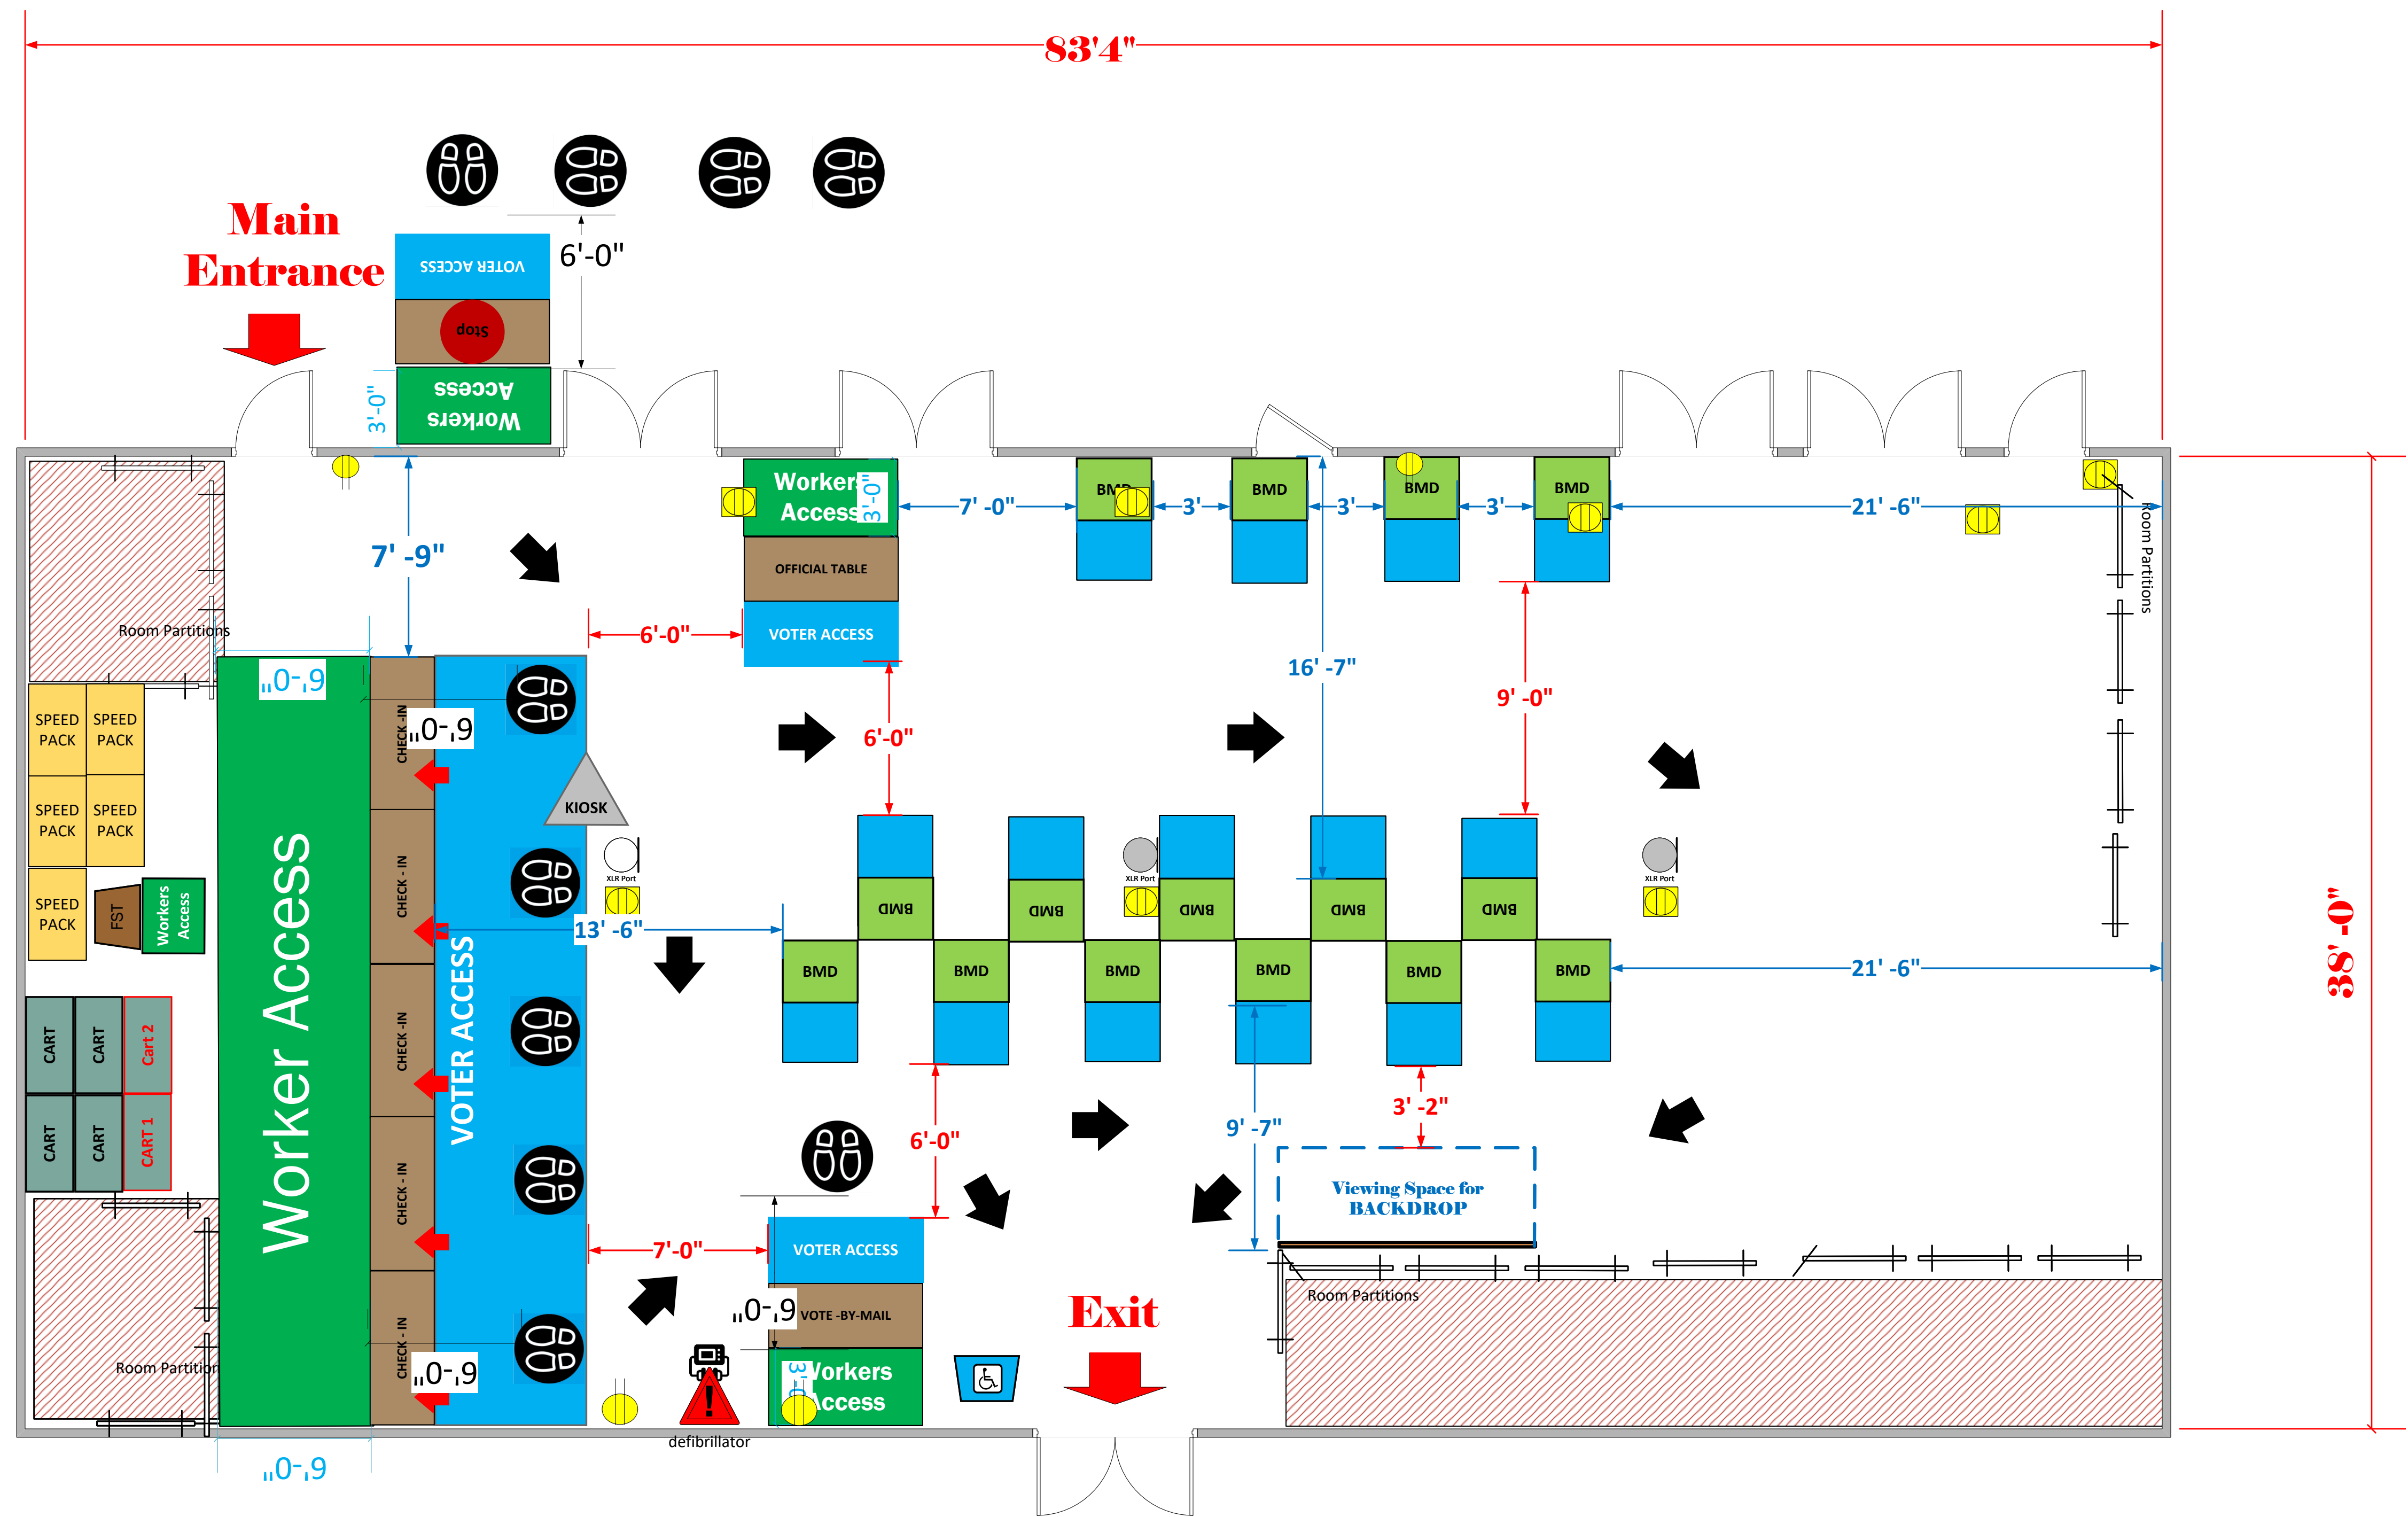 83'4"
Main
Entrance
VOTER ACCESS
6'-0"
Stop
Workers
Access
3'-0"
7' -9"
Workers
Access
3'-0"
OFFICIAL TABLE
VOTER ACCESS
7' -0"
BMD
3'
BMD
3'
BMD
3'
BMD
21' -6"
Room Partitions
Room Partitions
6'-0"
6'-0"
16' -7"
9' -0"
6'-0"
SPEED
PACK
SPEED
PACK
SPEED
PACK
SPEED
PACK
SPEED
PACK
FST
Workers
Access
Worker Access
CHECK -IN
6'-0"
CHECK - IN
CHECK -IN
CHECK - IN
CHECK - IN
6'-0"
VOTER ACCESS
KIOSK
XLR Port
XLR Port
XLR Port
13' -6"
BMD
BMD
BMD
BMD
BMD
BMD
BMD
BMD
BMD
BMD
BMD
21' -6"
38' -0"
CART
CART
Cart 2
CART
CART
CART 1
6'-0"
9' -7"
3' -2"
Viewing Space for
BACKDROP
7'-0"
VOTER ACCESS
6'-0"
VOTE -BY-MAIL
Workers
Access
3'-0
Exit
Room Partitions
Room Partition
defibrillator
6'-0"